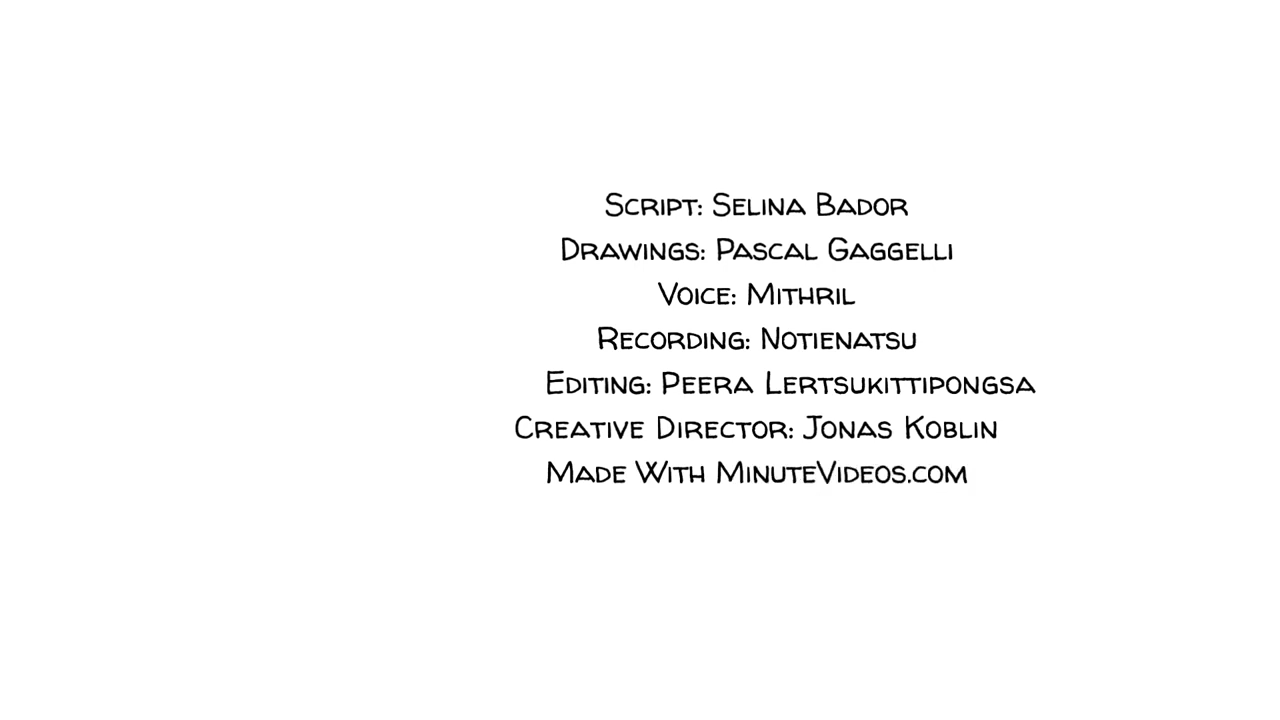 Script: Selina Bador
Drawings: Pascal Gaggelli
Voice: Mithril
Recording: Notienatsu
Editing: Peera Lertsukittipongsa
Creative Director: Jonas Koblin
Made With MinuteVideos.com